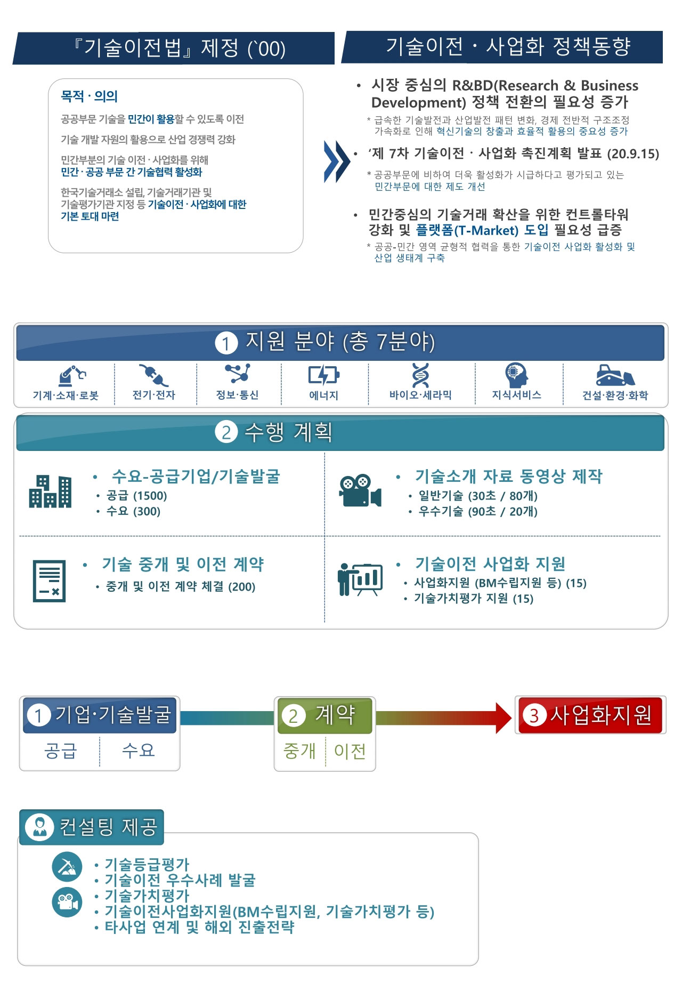 『기술이전법』 제정 (`00)
목적 · 의의
공공부문 기술을 민간이 활용할 수 있도록 이전
기술 개발 자원의 활용으로 산업 경쟁력 강화
민간부분의 기술 이전 · 사업화를 위해
민간 · 공공 부문 간 기술협력 활성화
한국기술거래소 설립, 기술거래기관 및
기술평가기관 지정 등 기술이전 · 사업화에 대한
기본 토대 마련
기술이전 · 사업화 정책동향
• 시장 중심의 R&BD(Research & Business
Development) 정책 전환의 필요성 증가
* 급속한 기술발전과 산업발전 패턴 변화, 경제 전반적 구조조정
가속화로 인해 혁신기술의 창출과 효율적 활용의 중요성 증가
• ‘제 7차 기술이전 · 사업화 촉진계획 발표 (20.9.15)
* 공공부문에 비하여 더욱 활성화가 시급하다고 평가되고 있는
민간부문에 대한 제도 개선
• 민간중심의 기술거래 확산을 위한 컨트롤타워
강화 및 플랫폼(T-Market) 도입 필요성 급증
* 공공-민간 영역 균형적 협력을 통한 기술이전 사업화 활성화 및
산업 생태계 구축
1 지원 분야 (총 7분야)
기계·소재·로봇
전기·전자
정보·통신
에너지
바이오·세라믹
지식서비스
건설·환경·화학
2 수행 계획
• 수요-공급기업/기술발굴
• 공급 (1500)
• 수요 (300)
• 기술소개 자료 동영상 제작
• 일반기술 (30초 / 80개)
• 우수기술 (90초 / 20개)
• 기술 중개 및 이전 계약
• 중개 및 이전 계약 체결 (200)
• 기술이전 사업화 지원
• 사업화지원 (BM수립지원 등) (15)
• 기술가치평가 지원 (15)
1 기업·기술발굴
공급 수요
2 계약
중개 이전
3 사업화지원
컨설팅 제공
• 기술등급평가
• 기술이전 우수사례 발굴
• 기술가치평가
• 기술이전사업화지원(BM수립지원, 기술가치평가 등)
• 타사업 연계 및 해외 진출전략